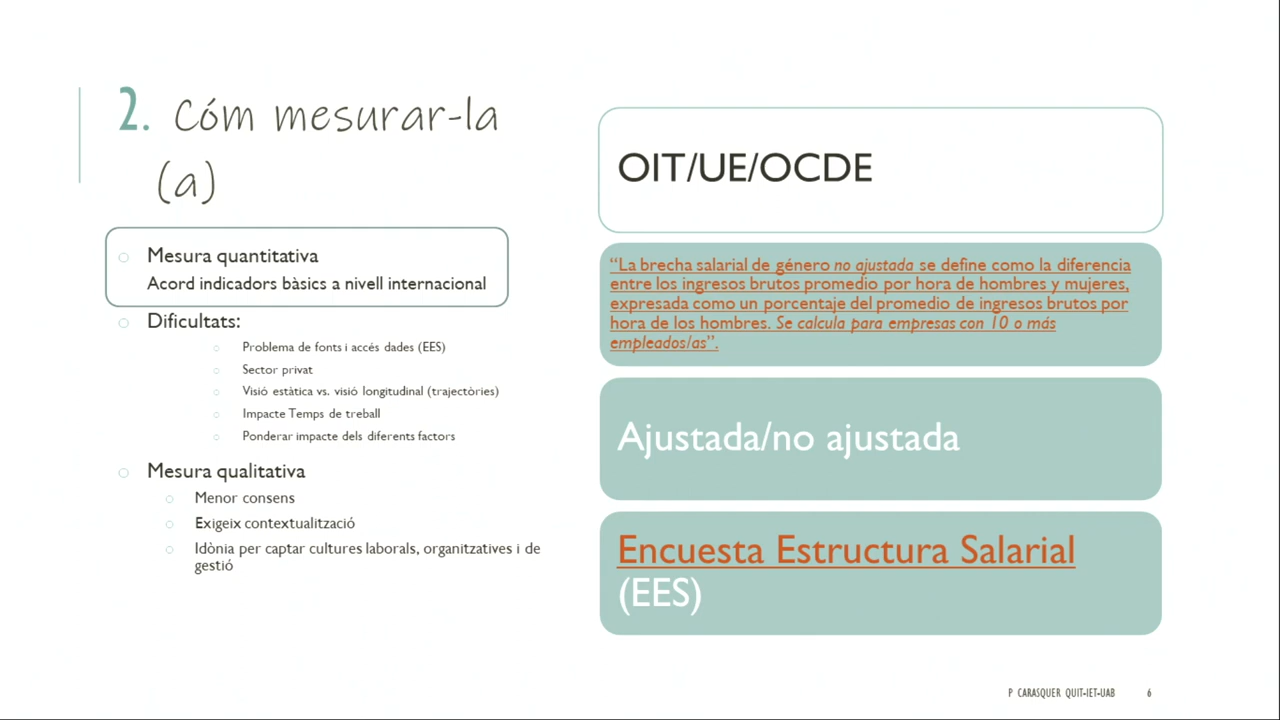 2. Cóm mesurar-la
(a)
Mesura quantitativa
Acord indicadors bàsics a nivell internacional
Dificultats:
Problema de fonts i accés dades (EES)
Sector privat
Visió estàtica vs. visió longitudinal (trajectòries)
Impacte Temps de treball
Ponderar impacte dels diferents factors
Mesura qualitativa
Menor consens
Exigeix contextualització
Idònia per captar cultures laborals, organitzatives i de
gestió
OIT/UE/OCDE
“La brecha salarial de género no ajustada se define como la diferencia
entre los ingresos brutos promedio por hora de hombres y mujeres,
expresada como un porcentaje del promedio de ingresos brutos por
hora de los hombres. Se calcula para empresas con 10 o más
empleados/as”.
Ajustada/no ajustada
Encuesta Estructura Salarial
(EES)
P CARASQUER QUIT-IET-UAB 6